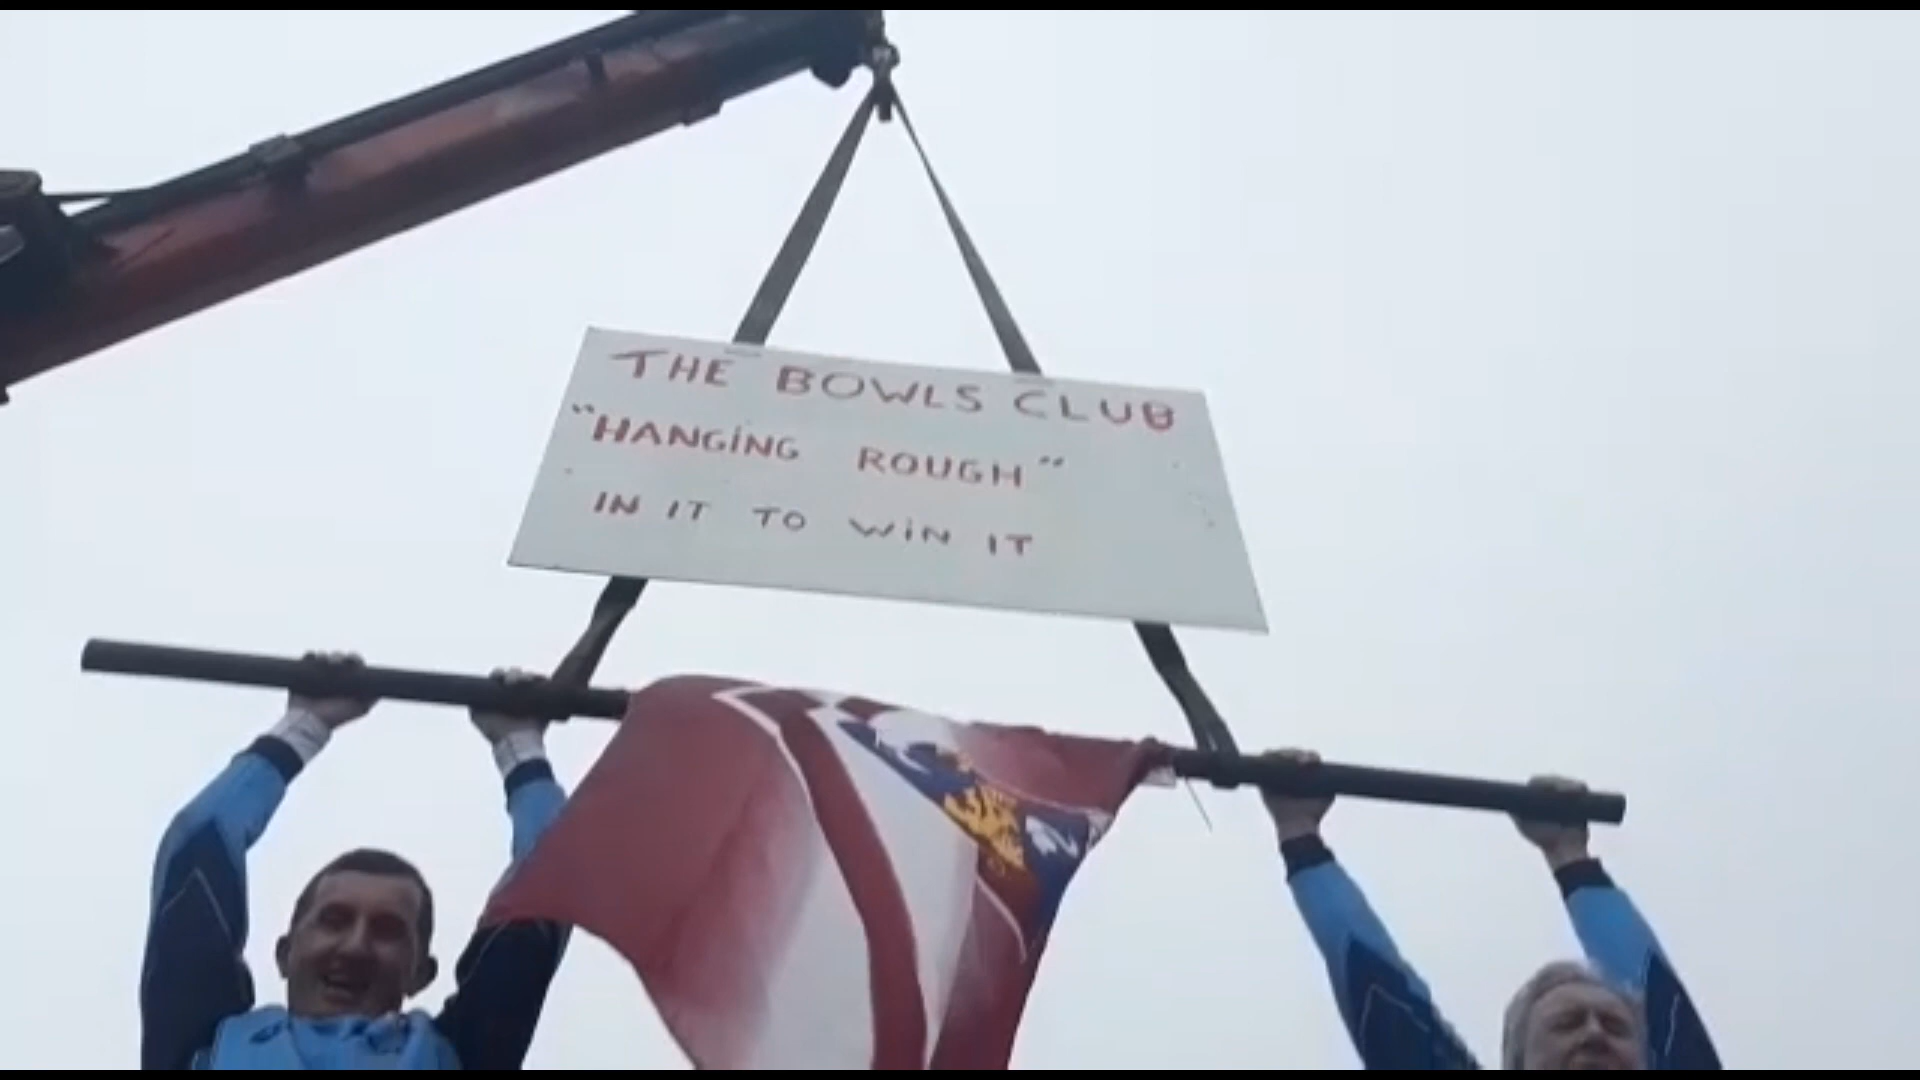 THE BOWLS CLUB
"HANGiNG ROUGH"
IN IT TO WiN IT